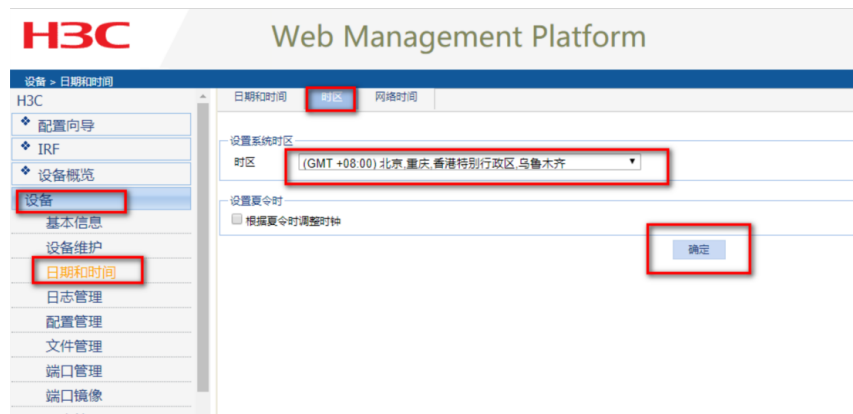 H3C
Web Management Platform
设备 > 日期和时间
H3C
配置向导
IRF
设备概览
设备
基本信息
设备维护
日期和时间
日志管理
配置管理
文件管理
端口管理
端口镜像
日期和时间 时区 网络时间
设置系统时区
时区 (GMT +08:00) 北京,重庆,香港特别行政区,乌鲁木齐
设置夏令时
根据夏令时调整时钟
确定